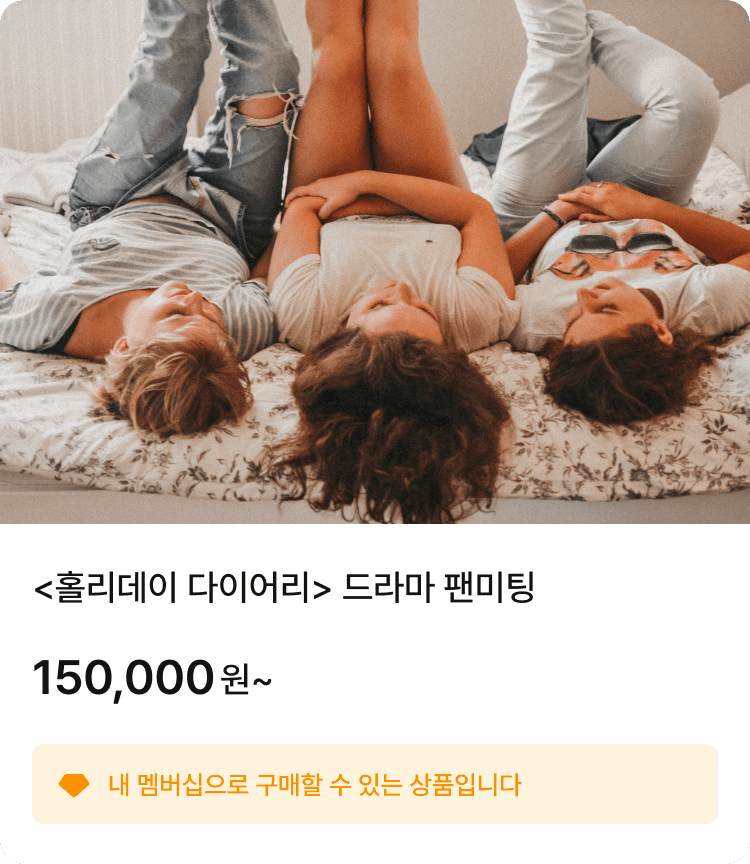 <홀리데이 다이어리> 드라마 팬미팅
150,000원~
내 멤버십으로 구매할 수 있는 상품입니다